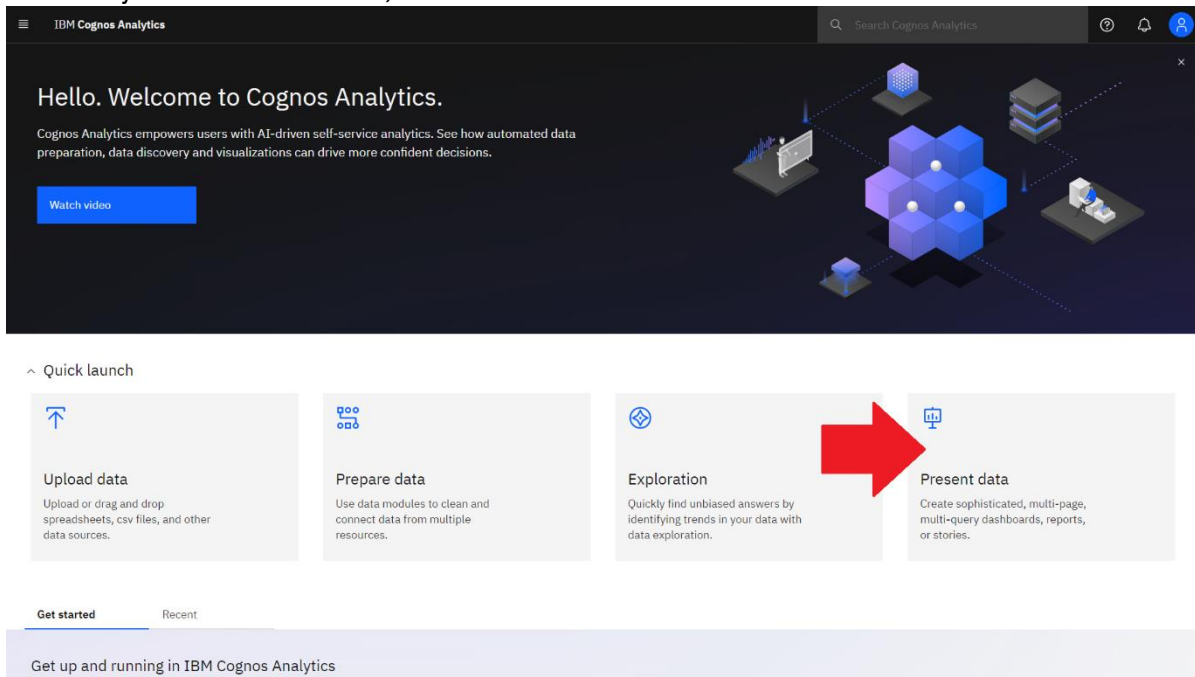 IBM Cognos Analytics
Search Cognos Analytics
Hello. Welcome to Cognos Analytics.
Cognos Analytics empowers users with AI-driven self-service analytics. See how automated data
preparation, data discovery and visualizations can drive more confident decisions.
Watch video
Quick launch
Upload data
Upload or drag and drop
spreadsheets, csv files, and other
data sources.
Prepare data
Use data modules to clean and
connect data from multiple
resources.
Exploration
Quickly find unbiased answers by
identifying trends in your data with
data exploration.
Present data
Create sophisticated, multi-page,
multi-query dashboards, reports,
or stories.
Get started
Recent
Get up and running in IBM Cognos Analytics